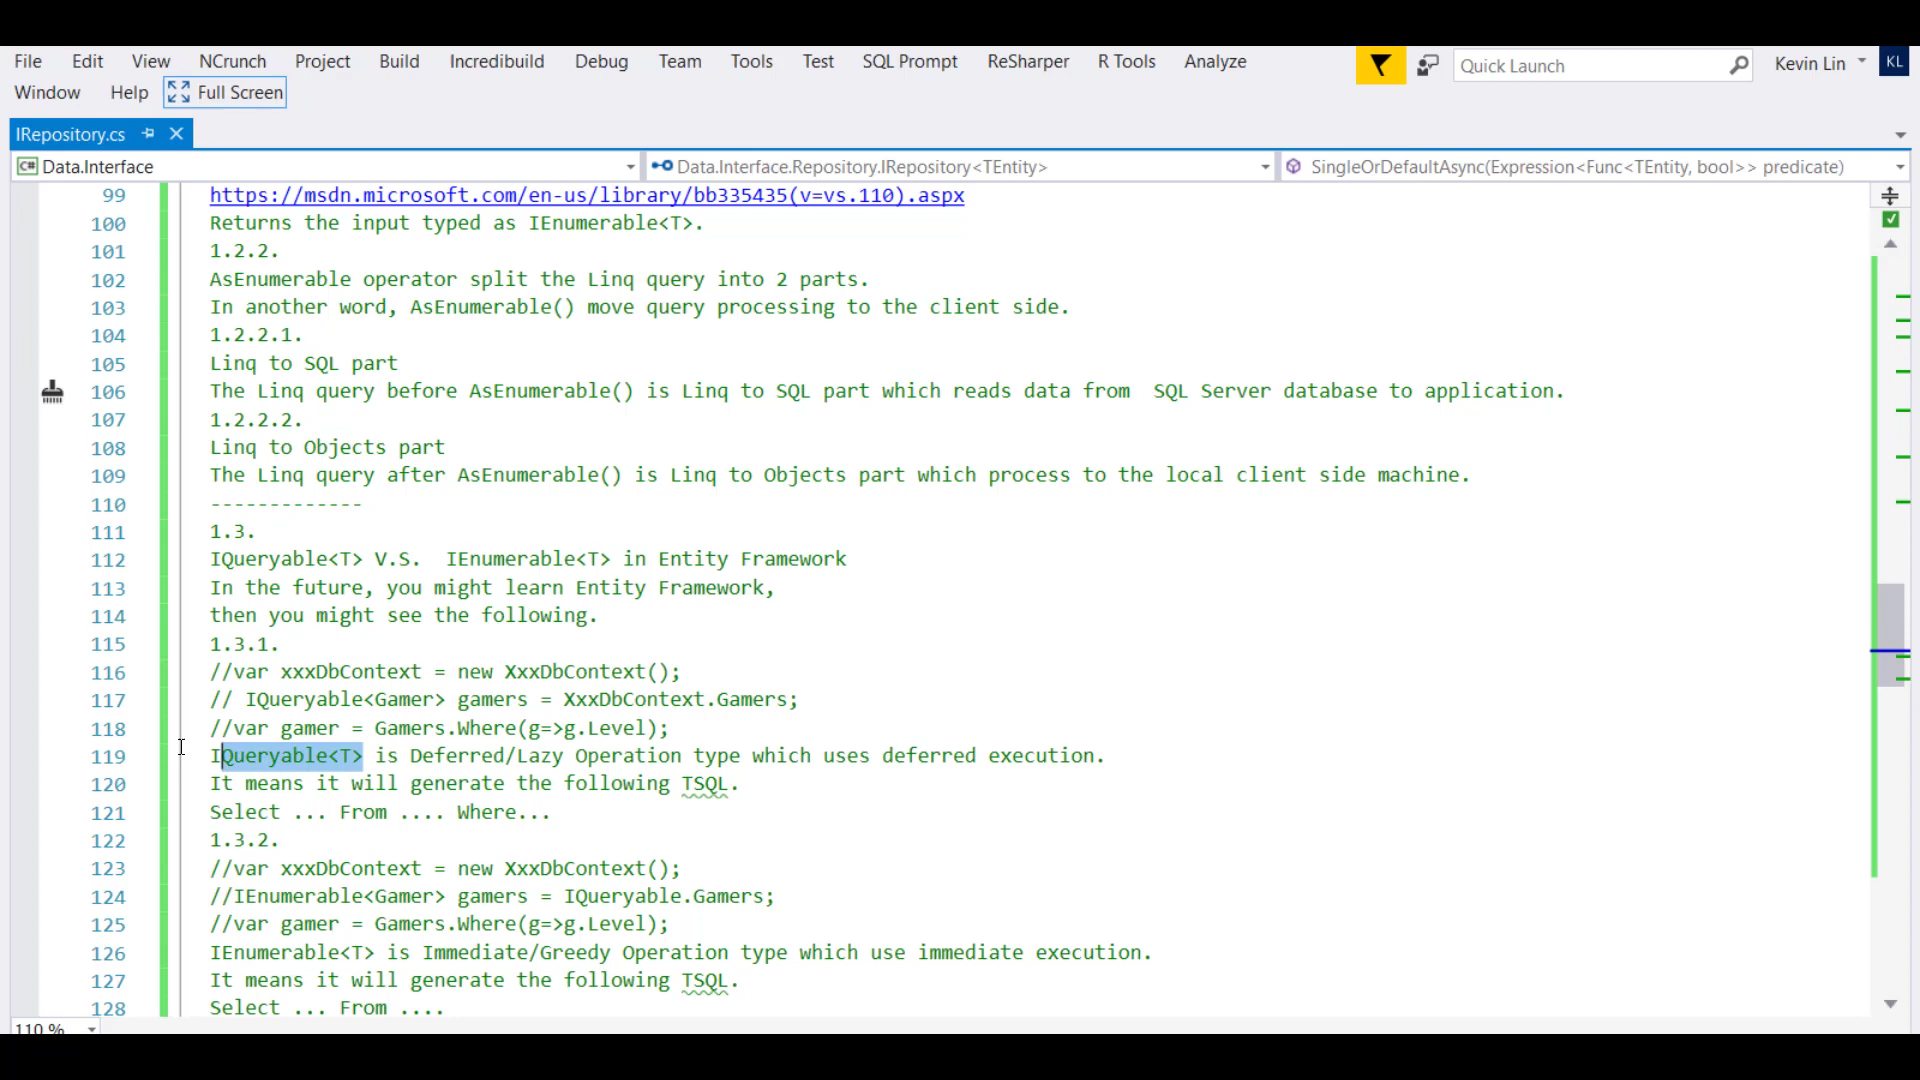 File Edit View NCrunch Project Build Incredibuild Debug Team Tools Test SQL Prompt ReSharper R Tools Analyze Quick Launch Kevin Lin KL
Window Help Full Screen
IRepository.cs
C# Data.Interface Data.Interface.Repository.IRepository<TEntity> SingleOrDefaultAsync(Expression<Func<TEntity, bool>> predicate)
99 https://msdn.microsoft.com/en-us/library/bb335435(v=vs.110).aspx
100 Returns the input typed as IEnumerable<T>.
101 1.2.2.
102 AsEnumerable operator split the Linq query into 2 parts.
103 In another word, AsEnumerable() move query processing to the client side.
104 1.2.2.1.
105 Linq to SQL part
106 The Linq query before AsEnumerable() is Linq to SQL part which reads data from  SQL Server database to application.
107 1.2.2.2.
108 Linq to Objects part
109 The Linq query after AsEnumerable() is Linq to Objects part which process to the local client side machine.
110 -------------
111 1.3.
112 IQueryable<T> V.S.  IEnumerable<T> in Entity Framework
113 In the future, you might learn Entity Framework,
114 then you might see the following.
115 1.3.1.
116 //var xxxDbContext = new XxxDbContext();
117 // IQueryable<Gamer> gamers = XxxDbContext.Gamers;
118 //var gamer = Gamers.Where(g=>g.Level);
119 IQueryable<T> is Deferred/Lazy Operation type which uses deferred execution.
120 It means it will generate the following TSQL.
121 Select ... From .... Where...
122 1.3.2.
123 //var xxxDbContext = new XxxDbContext();
124 //IEnumerable<Gamer> gamers = IQueryable.Gamers;
125 //var gamer = Gamers.Where(g=>g.Level);
126 IEnumerable<T> is Immediate/Greedy Operation type which use immediate execution.
127 It means it will generate the following TSQL.
128 Select ... From ....
110 %